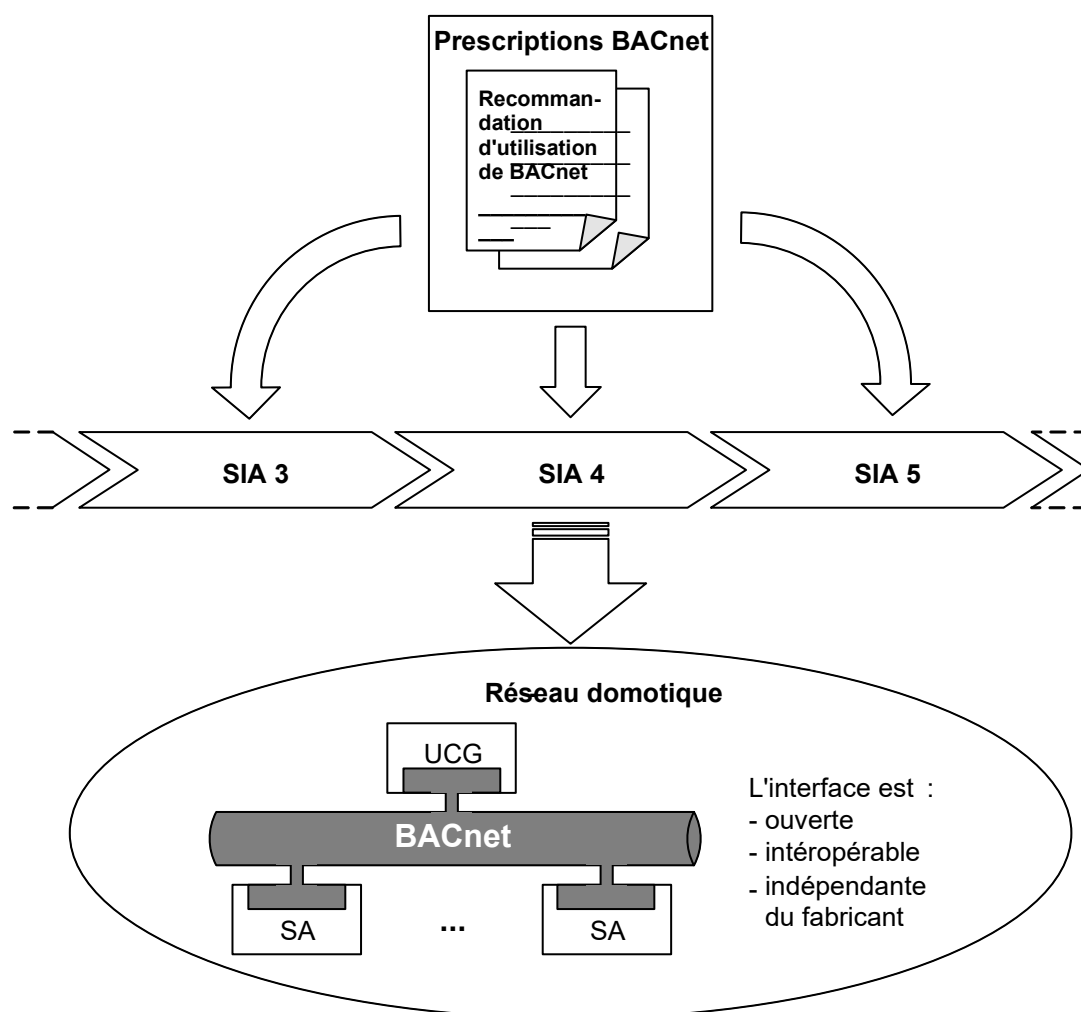 Prescriptions BACnet
Recomman-
dation
d'utilisation
de BACnet
SIA 3
SIA 4
SIA 5
Réseau domotique
UCG
BACnet
SA
...
SA
L'interface est :
- ouverte
- intéropérable
- indépendante
du fabricant